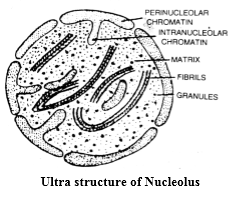 PERINUCLEOLAR
CHROMATIN
INTRANUCLEOLAR
CHROMATIN
MATRIX
FIBRILS
GRANULES
Ultra structure of Nucleolus